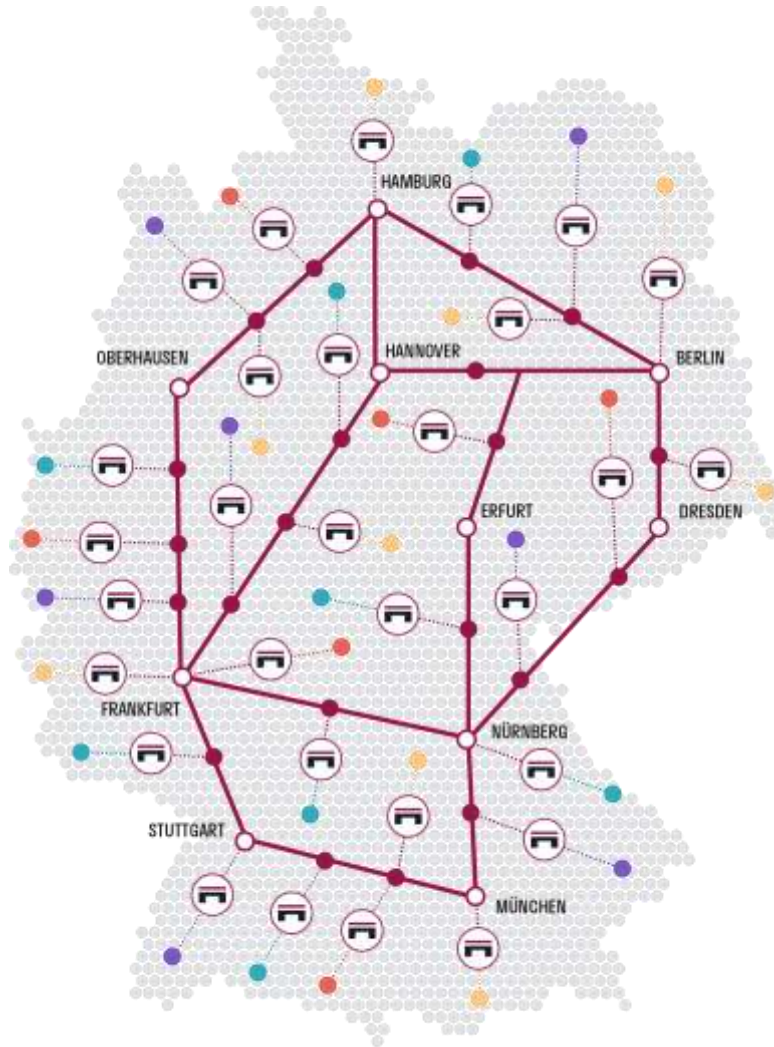 HAMBURG
HANNOVER
OBERHAUSEN
BERLIN
ERFURT
DRESDEN
FRANKFURT
NÜRNBERG
STUTTGART
MÜNCHEN